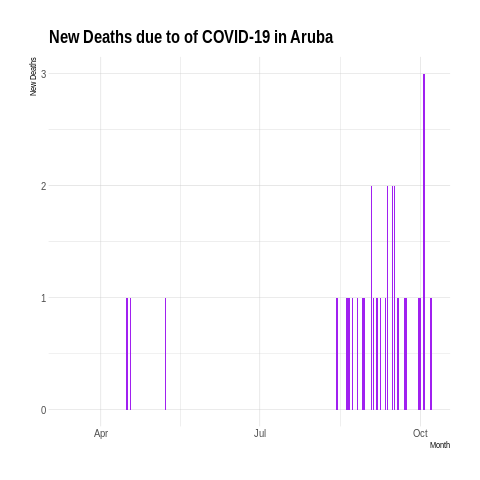 New Deaths due to of COVID-19 in Aruba
New Deaths
3
2
1
0
Apr
Jul
Oct
Month